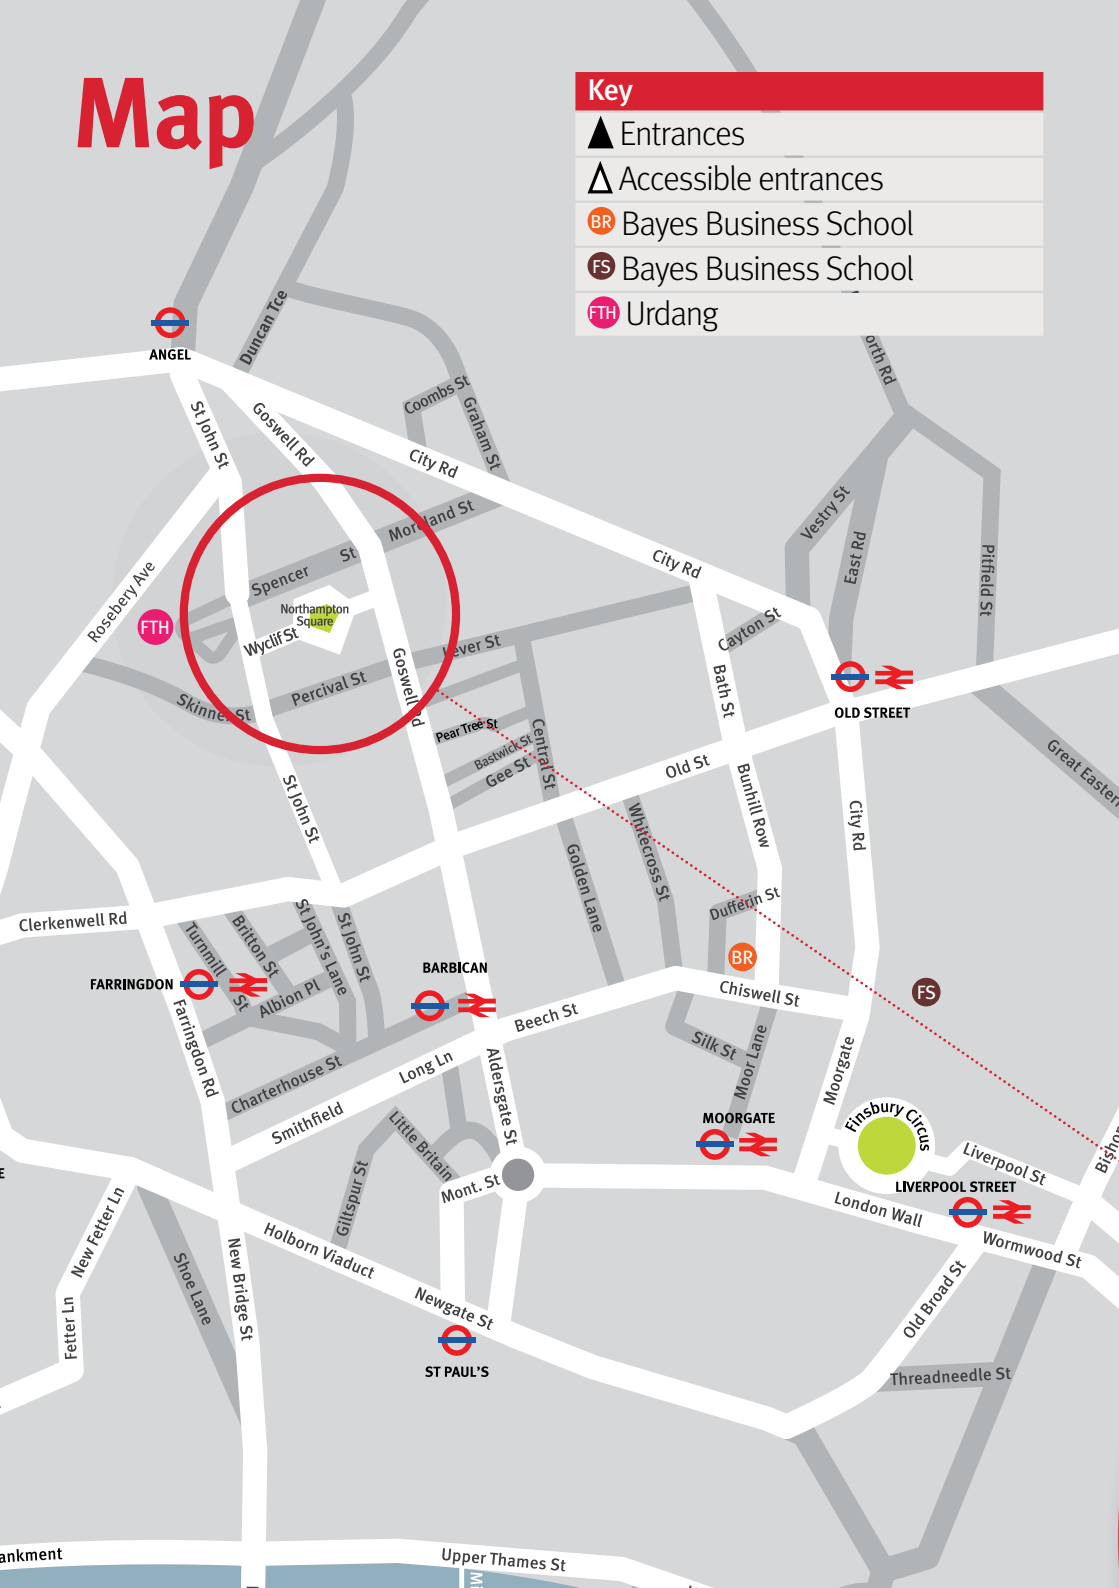 Map
Key
Entrances
Accessible entrances
BR Bayes Business School
FS Bayes Business School
FTH Urdang
orth Rd
Duncan Tce
ANGEL
Coombs St
Graham St
St John St
Goswell Rd
City Rd
Moreland St
Vestry St
East Rd
Pitfield St
City Rd
Spencer St
Rosebery Ave
Northampton
Square
FTH
Wyclif St
Cayton St
Lever St
Goswell Rd
Percival St
Skinner St
Bath St
OLD STREET
Pear Tree St
Bastwick St
Gee St
Central St
Great Eastern
Old St
St John St
Bunhill Row
City Rd
Whitecross St
Golden Lane
Dufferin St
Clerkenwell Rd
Turnmill St
Britton St
St John's Lane
St John St
BARBICAN
BR
FARRINGDON
Albion Pl
Chiswell St
FS
Beech St
Farringdon Rd
Silk St
Moor Lane
Moorgate
Charterhouse St
Long Ln
Aldersgate St
Smithfield
Little Britain
MOORGATE
Finsbury Circus
Bishop
Liverpool St
E
Giltspur St
Mont. St
LIVERPOOL STREET
London Wall
New Fetter Ln
Holborn Viaduct
Wormwood St
Shoe Lane
New Bridge St
Old Broad St
Newgate St
Fetter Ln
ST PAUL'S
Threadneedle St
ankment
Upper Thames St
Mi